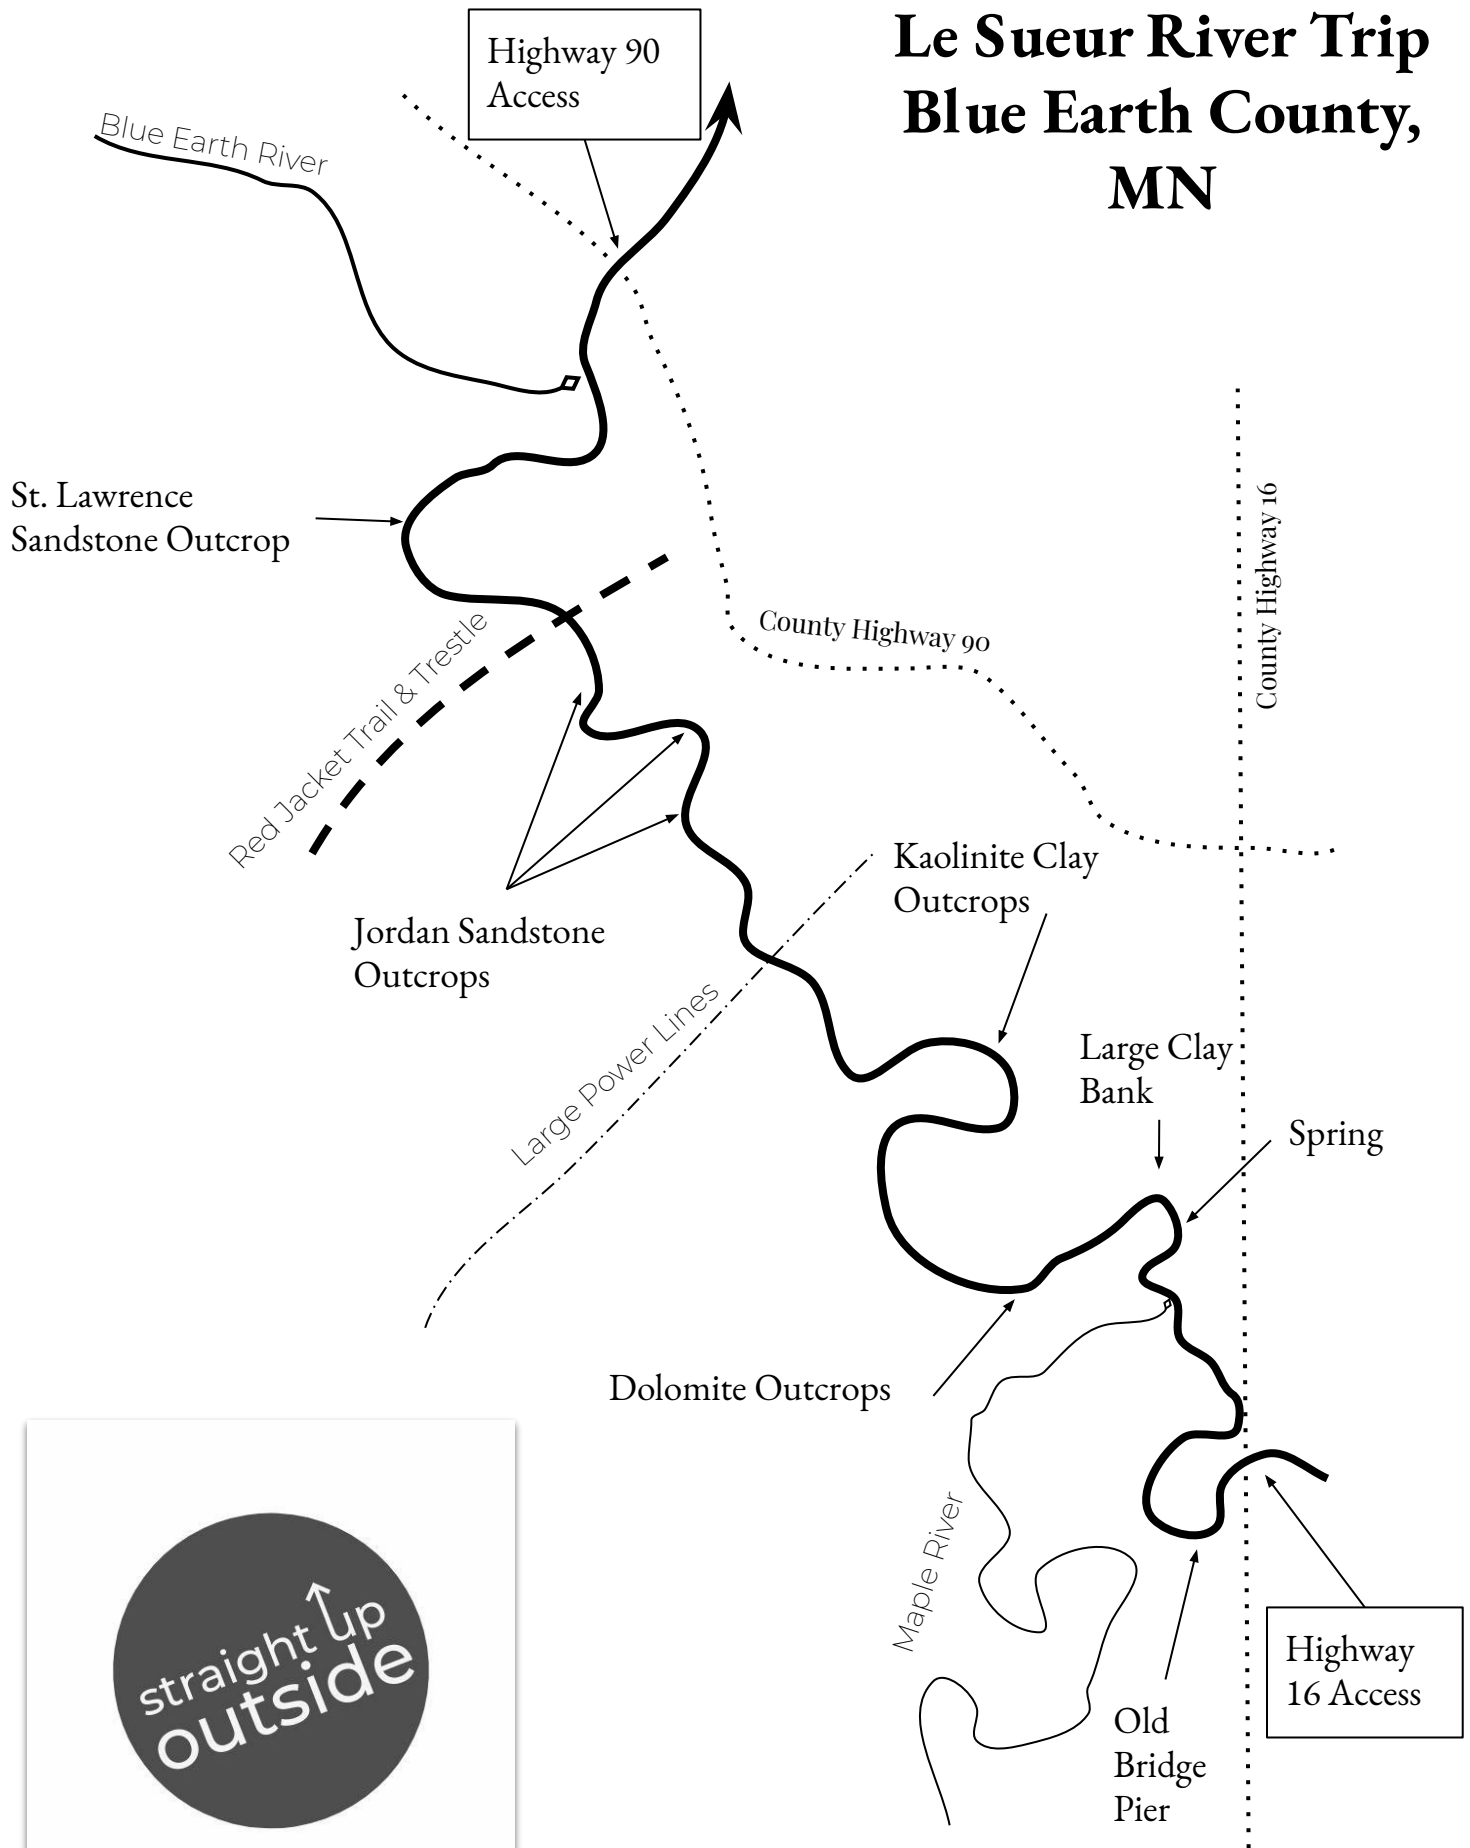 Le Sueur River Trip
Blue Earth County,
MN
Highway 90
Access
Blue Earth River
St. Lawrence
Sandstone Outcrop
County Highway 16
County Highway 90
Red Jacket Trail & Trestle
Kaolinite Clay
Outcrops
Jordan Sandstone
Outcrops
Large Power Lines
Large Clay
Bank
Spring
Dolomite Outcrops
Maple River
Highway
16 Access
Old
Bridge
Pier
straight up
outside